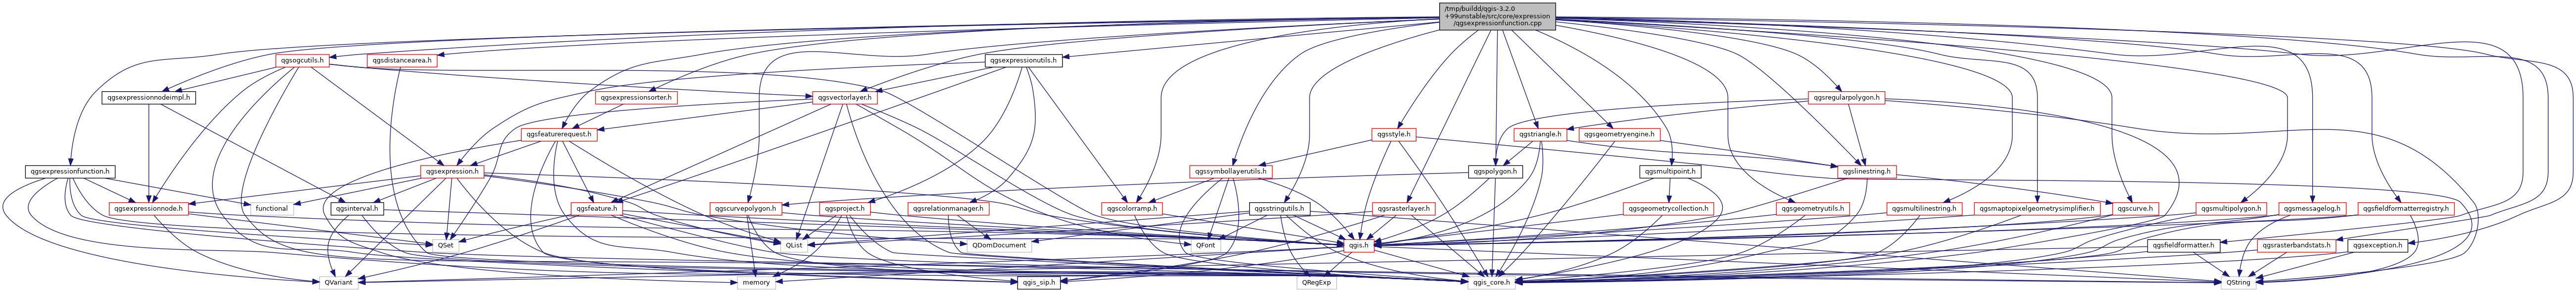 /tmp/buildd/qgis-3.2.0
+99unstable/src/core/expression
/qgsexpressionfunction.cpp
qgsogcutils.h
qgsdistancearea.h
qgsexpressionutils.h
qgsexpressionnodeimpl.h
qgsexpressionsorter.h
qgsvectorlayer.h
qgsregularpolygon.h
qgsfeaturerequest.h
qgsstyle.h
qgstriangle.h
qgsgeometryengine.h
qgsexpressionfunction.h
qgsexpression.h
qgssymbollayerutils.h
qgspolygon.h
qgsmultipoint.h
qgslinestring.h
qgsexpressionnode.h
functional
qgsinterval.h
qgsfeature.h
qgscurvepolygon.h
qgsproject.h
qgsrelationmanager.h
qgscolorramp.h
qgsstringutils.h
qgsrasterlayer.h
qgsgeometrycollection.h
qgsgeometryutils.h
qgsmultilinestring.h
qgsmaptopixelgeometrysimplifier.h
qgscurve.h
qgsmultipolygon.h
qgsmessagelog.h
qgsfieldformatterregistry.h
QSet
QList
QDomDocument
QFont
qgis.h
qgsfieldformatter.h
qgsrasterbandstats.h
qgsexception.h
QVariant
memory
qgis_sip.h
QRegExp
qgis_core.h
QString